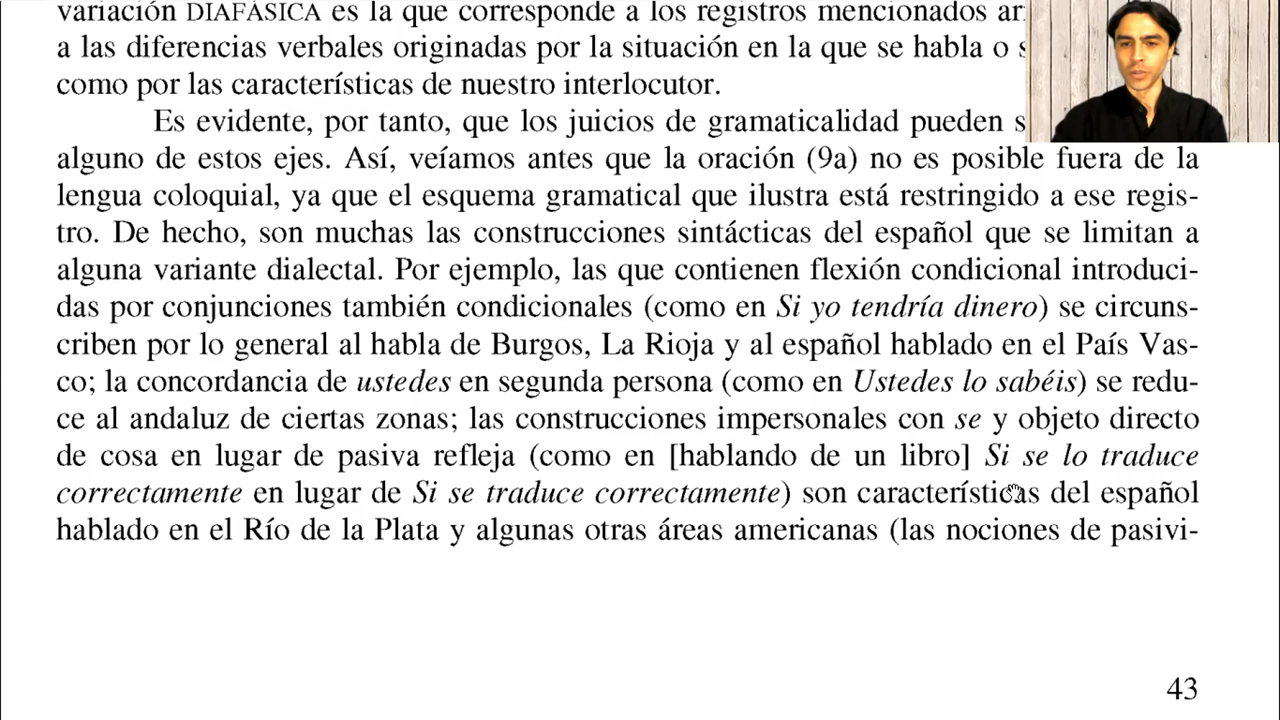 variación DIAFÁSICA es la que corresponde a los registros mencionados
a las diferencias verbales originadas por la situación en la que se habla o
como por las características de nuestro interlocutor.
Es evidente, por tanto, que los juicios de gramaticalidad pueden
alguno de estos ejes. Así, veíamos antes que la oración (9a) no es posible fuera de la
lengua coloquial, ya que el esquema gramatical que ilustra está restringido a ese regis-
tro. De hecho, son muchas las construcciones sintácticas del español que se limitan a
alguna variante dialectal. Por ejemplo, las que contienen flexión condicional introduci-
das por conjunciones también condicionales (como en Si yo tendría dinero) se circuns-
criben por lo general al habla de Burgos, La Rioja y al español hablado en el País Vas-
co; la concordancia de ustedes en segunda persona (como en Ustedes lo sabéis) se redu-
ce al andaluz de ciertas zonas; las construcciones impersonales con se y objeto directo
de cosa en lugar de pasiva refleja (como en [hablando de un libro] Si se lo traduce
correctamente en lugar de Si se traduce correctamente) son características del español
hablado en el Río de la Plata y algunas otras áreas americanas (las nociones de pasivi-
43